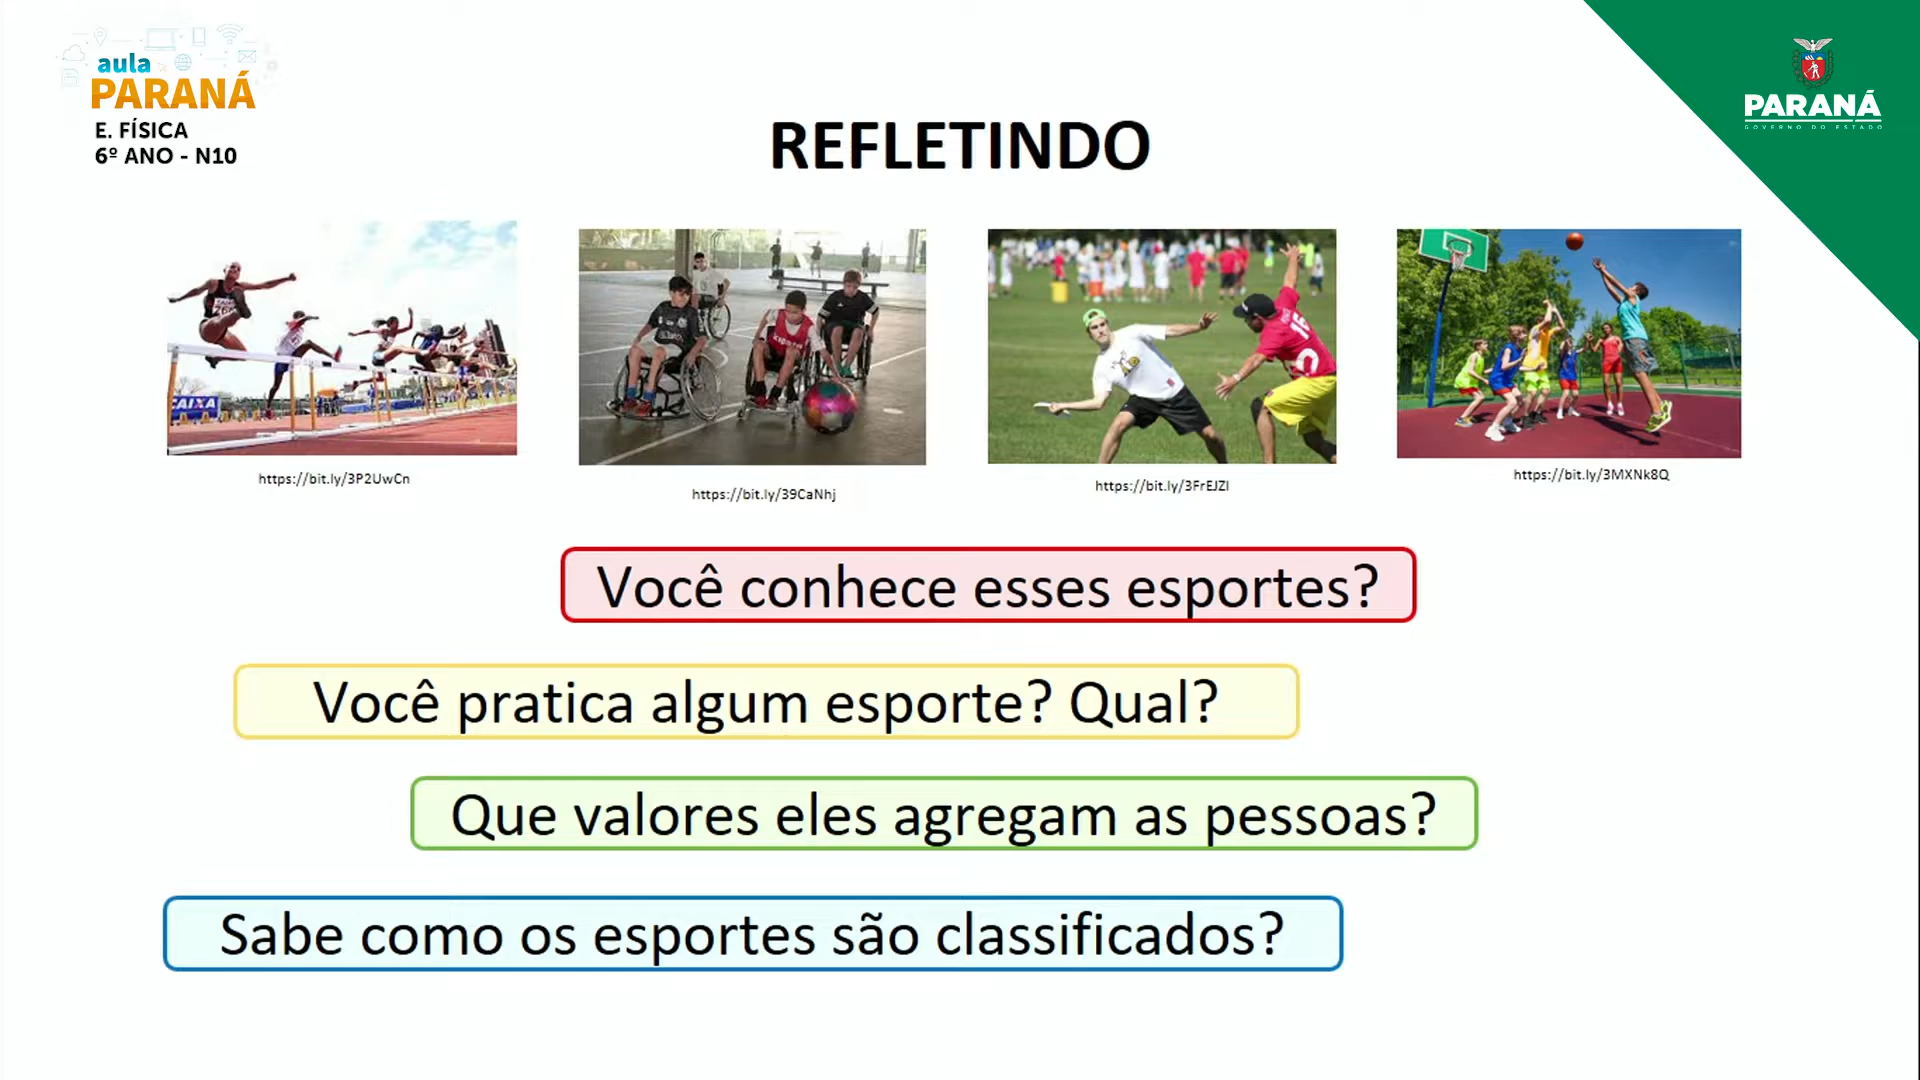 aula
PARANÁ
E. FÍSICA
6º ANO - N10
PARANÁ
GOVERNO DO ESTADO
REFLETINDO
CAIXA
https://bit.ly/3P2UwCn
https://bit.ly/39CaNhj
https://bit.ly/3FrEJZI
https://bit.ly/3MXNk8Q
Você conhece esses esportes?
Você pratica algum esporte? Qual?
Que valores eles agregam as pessoas?
Sabe como os esportes são classificados?